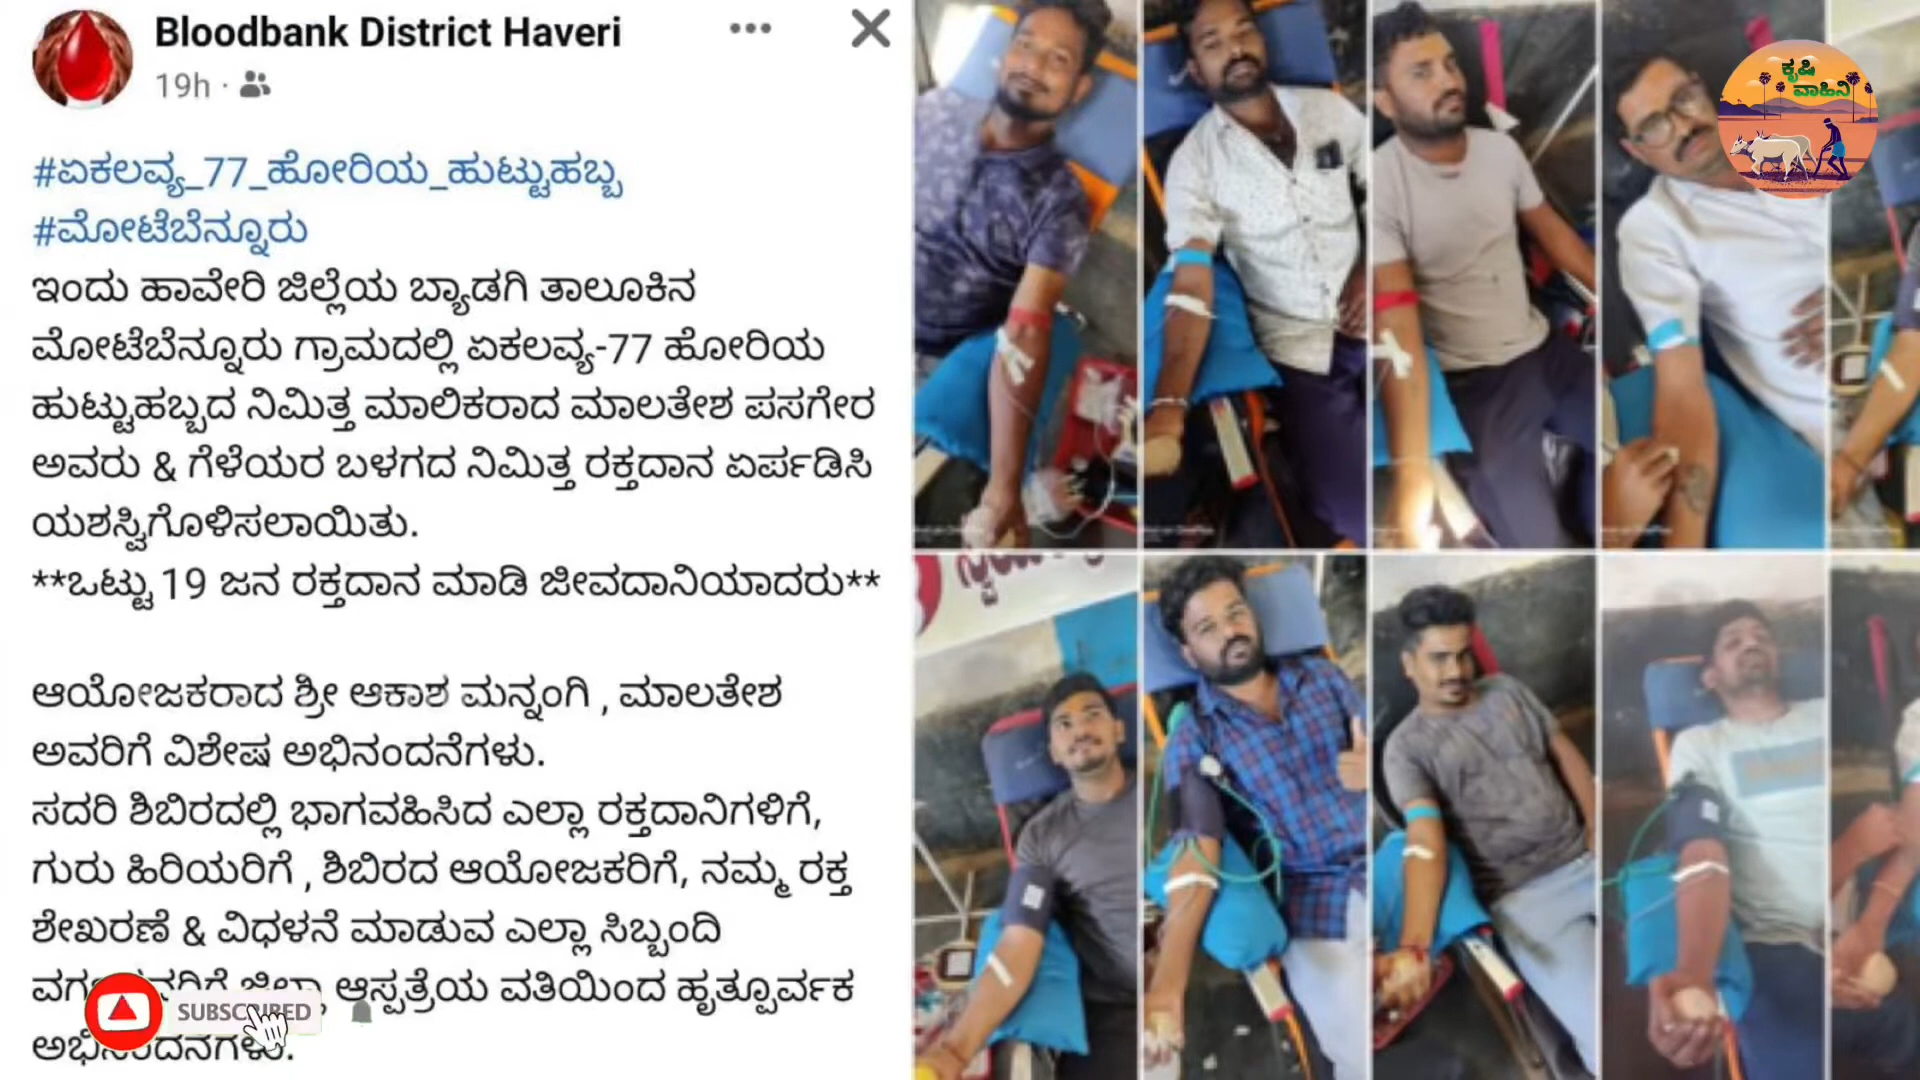 Bloodbank District Haveri
19h ·
#ಏಕಲವ್ಯ_77_ಹೋರಿಯ_ಹುಟ್ಟುಹಬ್ಬ
#ಮೋಟೆಬೆನ್ನೂರು
ಇಂದು ಹಾವೇರಿ ಜಿಲ್ಲೆಯ ಬ್ಯಾಡಗಿ ತಾಲೂಕಿನ
ಮೋಟೆಬೆನ್ನೂರು ಗ್ರಾಮದಲ್ಲಿ ಏಕಲವ್ಯ-77 ಹೋರಿಯ
ಹುಟ್ಟುಹಬ್ಬದ ನಿಮಿತ್ತ ಮಾಲಿಕರಾದ ಮಾಲತೇಶ ಪಸಗೇರ
ಅವರು & ಗೆಳೆಯರ ಬಳಗದ ನಿಮಿತ್ತ ರಕ್ತದಾನ ಏರ್ಪಡಿಸಿ
ಯಶಸ್ವಿಗೊಳಿಸಲಾಯಿತು.
**ಒಟ್ಟು 19 ಜನ ರಕ್ತದಾನ ಮಾಡಿ ಜೀವದಾನಿಯಾದರು**
ಆಯೋಜಕರಾದ ಶ್ರೀ ಆಕಾಶ ಮನ್ನಂಗಿ , ಮಾಲತೇಶ
ಅವರಿಗೆ ವಿಶೇಷ ಅಭಿನಂದನೆಗಳು.
ಸದರಿ ಶಿಬಿರದಲ್ಲಿ ಭಾಗವಹಿಸಿದ ಎಲ್ಲಾ ರಕ್ತದಾನಿಗಳಿಗೆ,
ಗುರು ಹಿರಿಯರಿಗೆ , ಶಿಬಿರದ ಆಯೋಜಕರಿಗೆ, ನಮ್ಮ ರಕ್ತ
ಶೇಖರಣೆ & ವಿಧಳನೆ ಮಾಡುವ ಎಲ್ಲಾ ಸಿಬ್ಬಂದಿ
ಆಸ್ಪತ್ರೆಯ ವತಿಯಿಂದ ಹೃತ್ಪೂರ್ವಕ
SUBSCRIBED
ಕೃಷಿ
ವಾಹಿನಿ